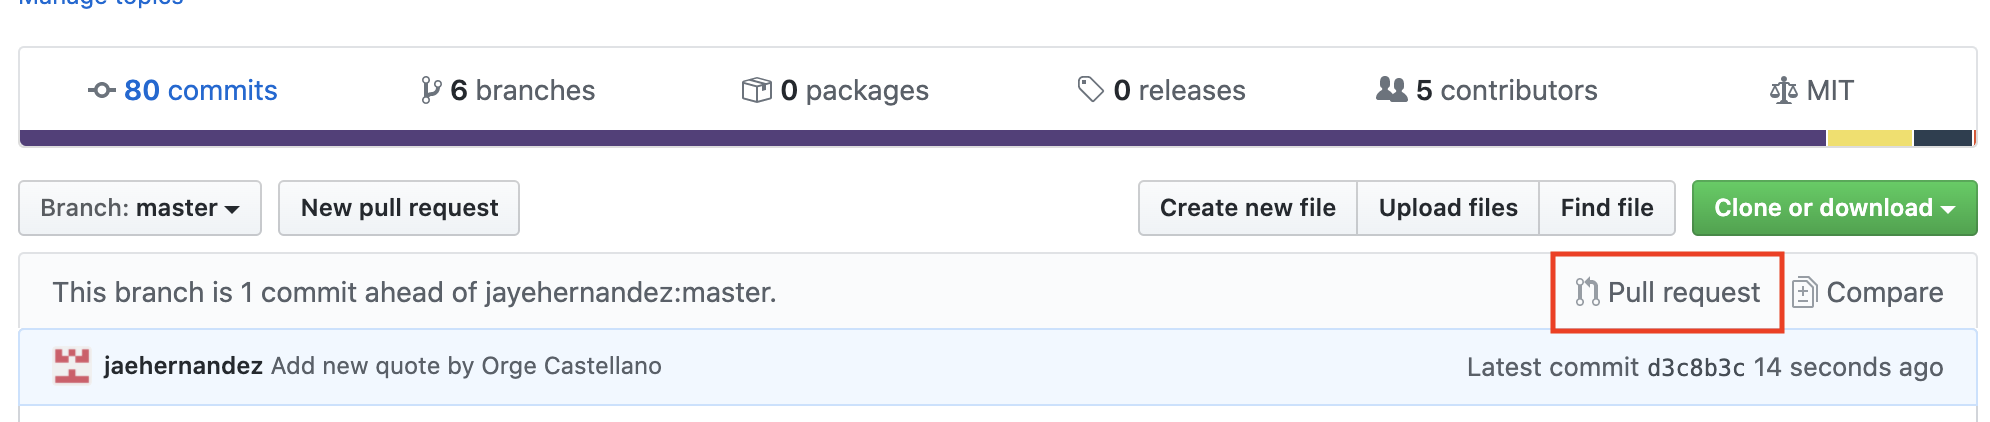 Manage topics
80 commits 6 branches 0 packages 0 releases 5 contributors MIT
Branch: master New pull request Create new file Upload files Find file Clone or download
This branch is 1 commit ahead of jayehernandez:master. Pull request Compare
jaehernandez Add new quote by Orge Castellano Latest commit d3c8b3c 14 seconds ago